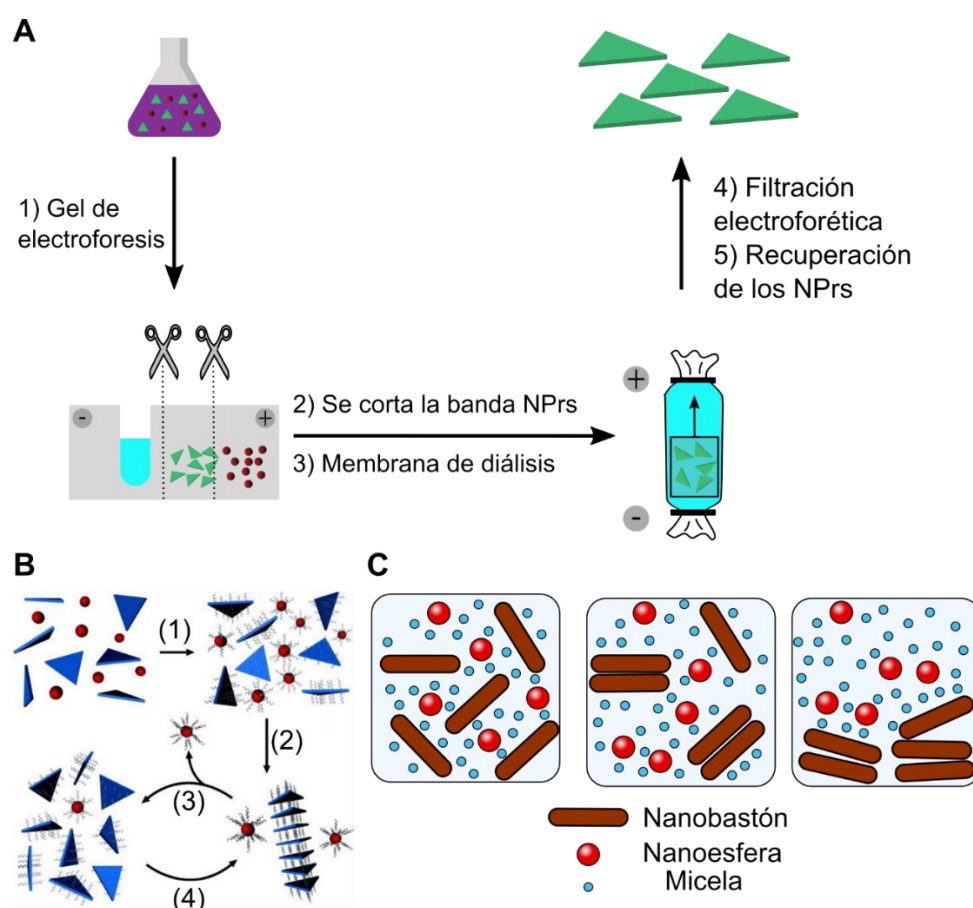 A
1) Gel de
electroforesis
4) Filtración
electroforética
5) Recuperación
de los NPrs
-
+
2) Se corta la banda NPrs
3) Membrana de diálisis
+
-
B
(1)
(2)
(3)
(4)
C
Nanobastón
Nanoesfera
Micela